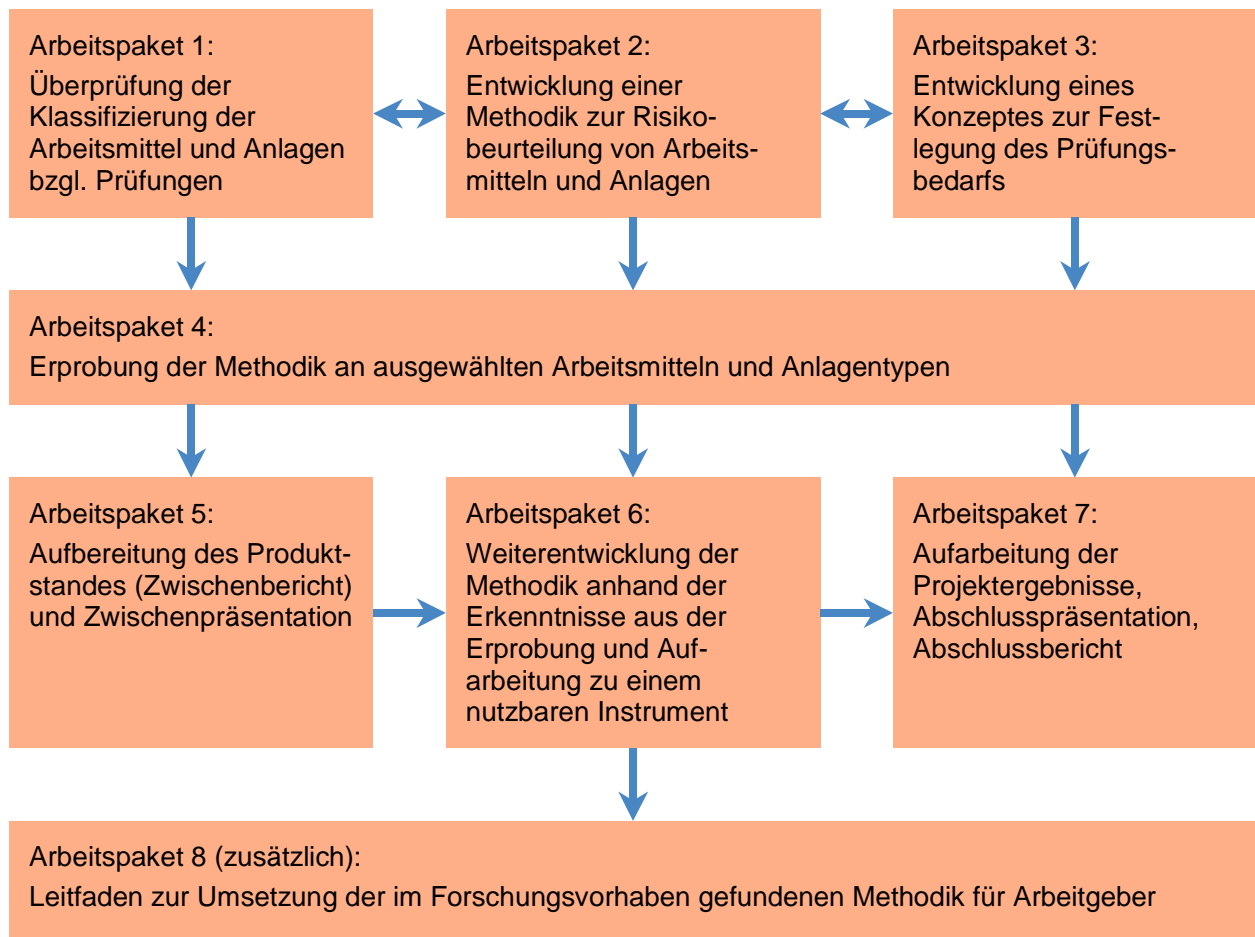 Arbeitspaket 1:
Überprüfung der
Klassifizierung der
Arbeitsmittel und Anlagen
bzgl. Prüfungen
Arbeitspaket 2:
Entwicklung einer
Methodik zur Risiko-
beurteilung von Arbeits-
mitteln und Anlagen
Arbeitspaket 3:
Entwicklung eines
Konzeptes zur Fest-
legung des Prüfungs-
bedarfs
Arbeitspaket 4:
Erprobung der Methodik an ausgewählten Arbeitsmitteln und Anlagentypen
Arbeitspaket 5:
Aufbereitung des Produkt-
standes (Zwischenbericht)
und Zwischenpräsentation
Arbeitspaket 6:
Weiterentwicklung der
Methodik anhand der
Erkenntnisse aus der
Erprobung und Auf-
arbeitung zu einem
nutzbaren Instrument
Arbeitspaket 7:
Aufarbeitung der
Projektergebnisse,
Abschlusspräsentation,
Abschlussbericht
Arbeitspaket 8 (zusätzlich):
Leitfaden zur Umsetzung der im Forschungsvorhaben gefundenen Methodik für Arbeitgeber